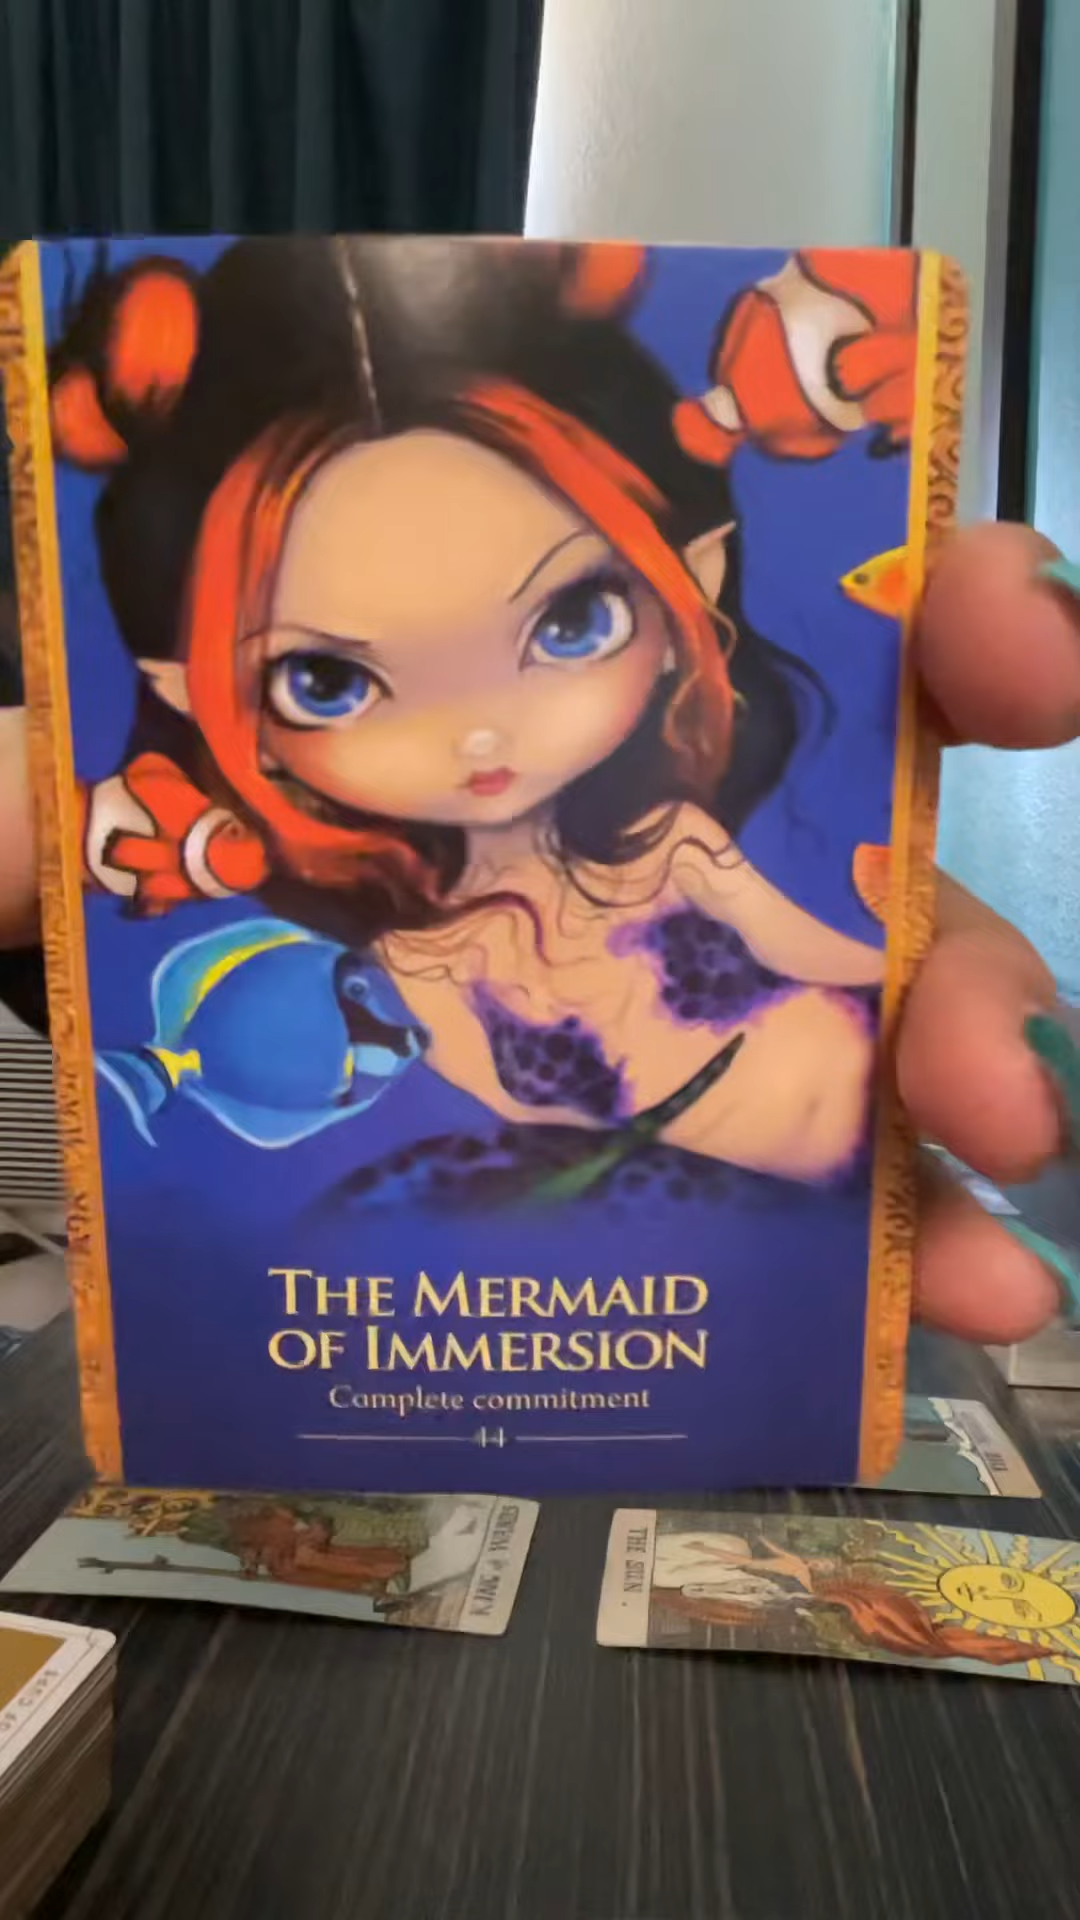 THE MERMAID
OF IMMERSION
Complete commitment
44
KING of WANDS
THE SUN.